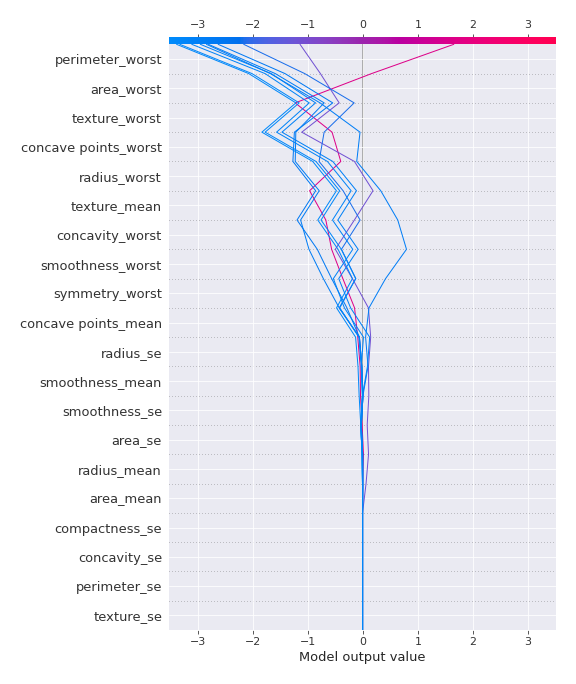 −3 −2 −1 0 1 2 3
perimeter_worst
area_worst
texture_worst
concave points_worst
radius_worst
texture_mean
concavity_worst
smoothness_worst
symmetry_worst
concave points_mean
radius_se
smoothness_mean
smoothness_se
area_se
radius_mean
area_mean
compactness_se
concavity_se
perimeter_se
texture_se
−3 −2 −1 0 1 2 3
Model output value